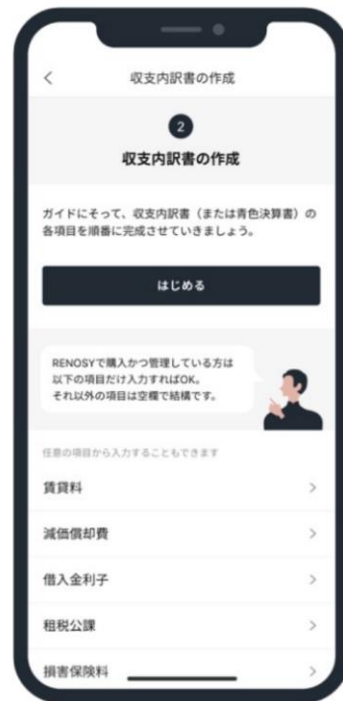 収支内訳書の作成
2
収支内訳書の作成
ガイドにそって、収支内訳書（または青色決算書）の
各項目を順番に完成させていきましょう。
はじめる
RENOSYで購入かつ管理している方は
以下の項目だけ入力すればOK。
それ以外の項目は空欄で結構です。
任意の項目から入力することもできます
賃貸料
減価償却費
借入金利子
租税公課
損害保険料